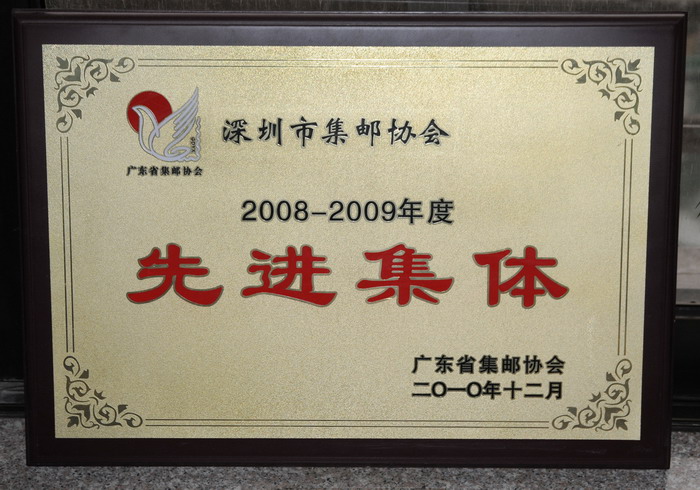 深圳市集邮协会
广东省集邮协会
2008-2009年度
先进集体
广东省集邮协会
二〇一〇年十二月